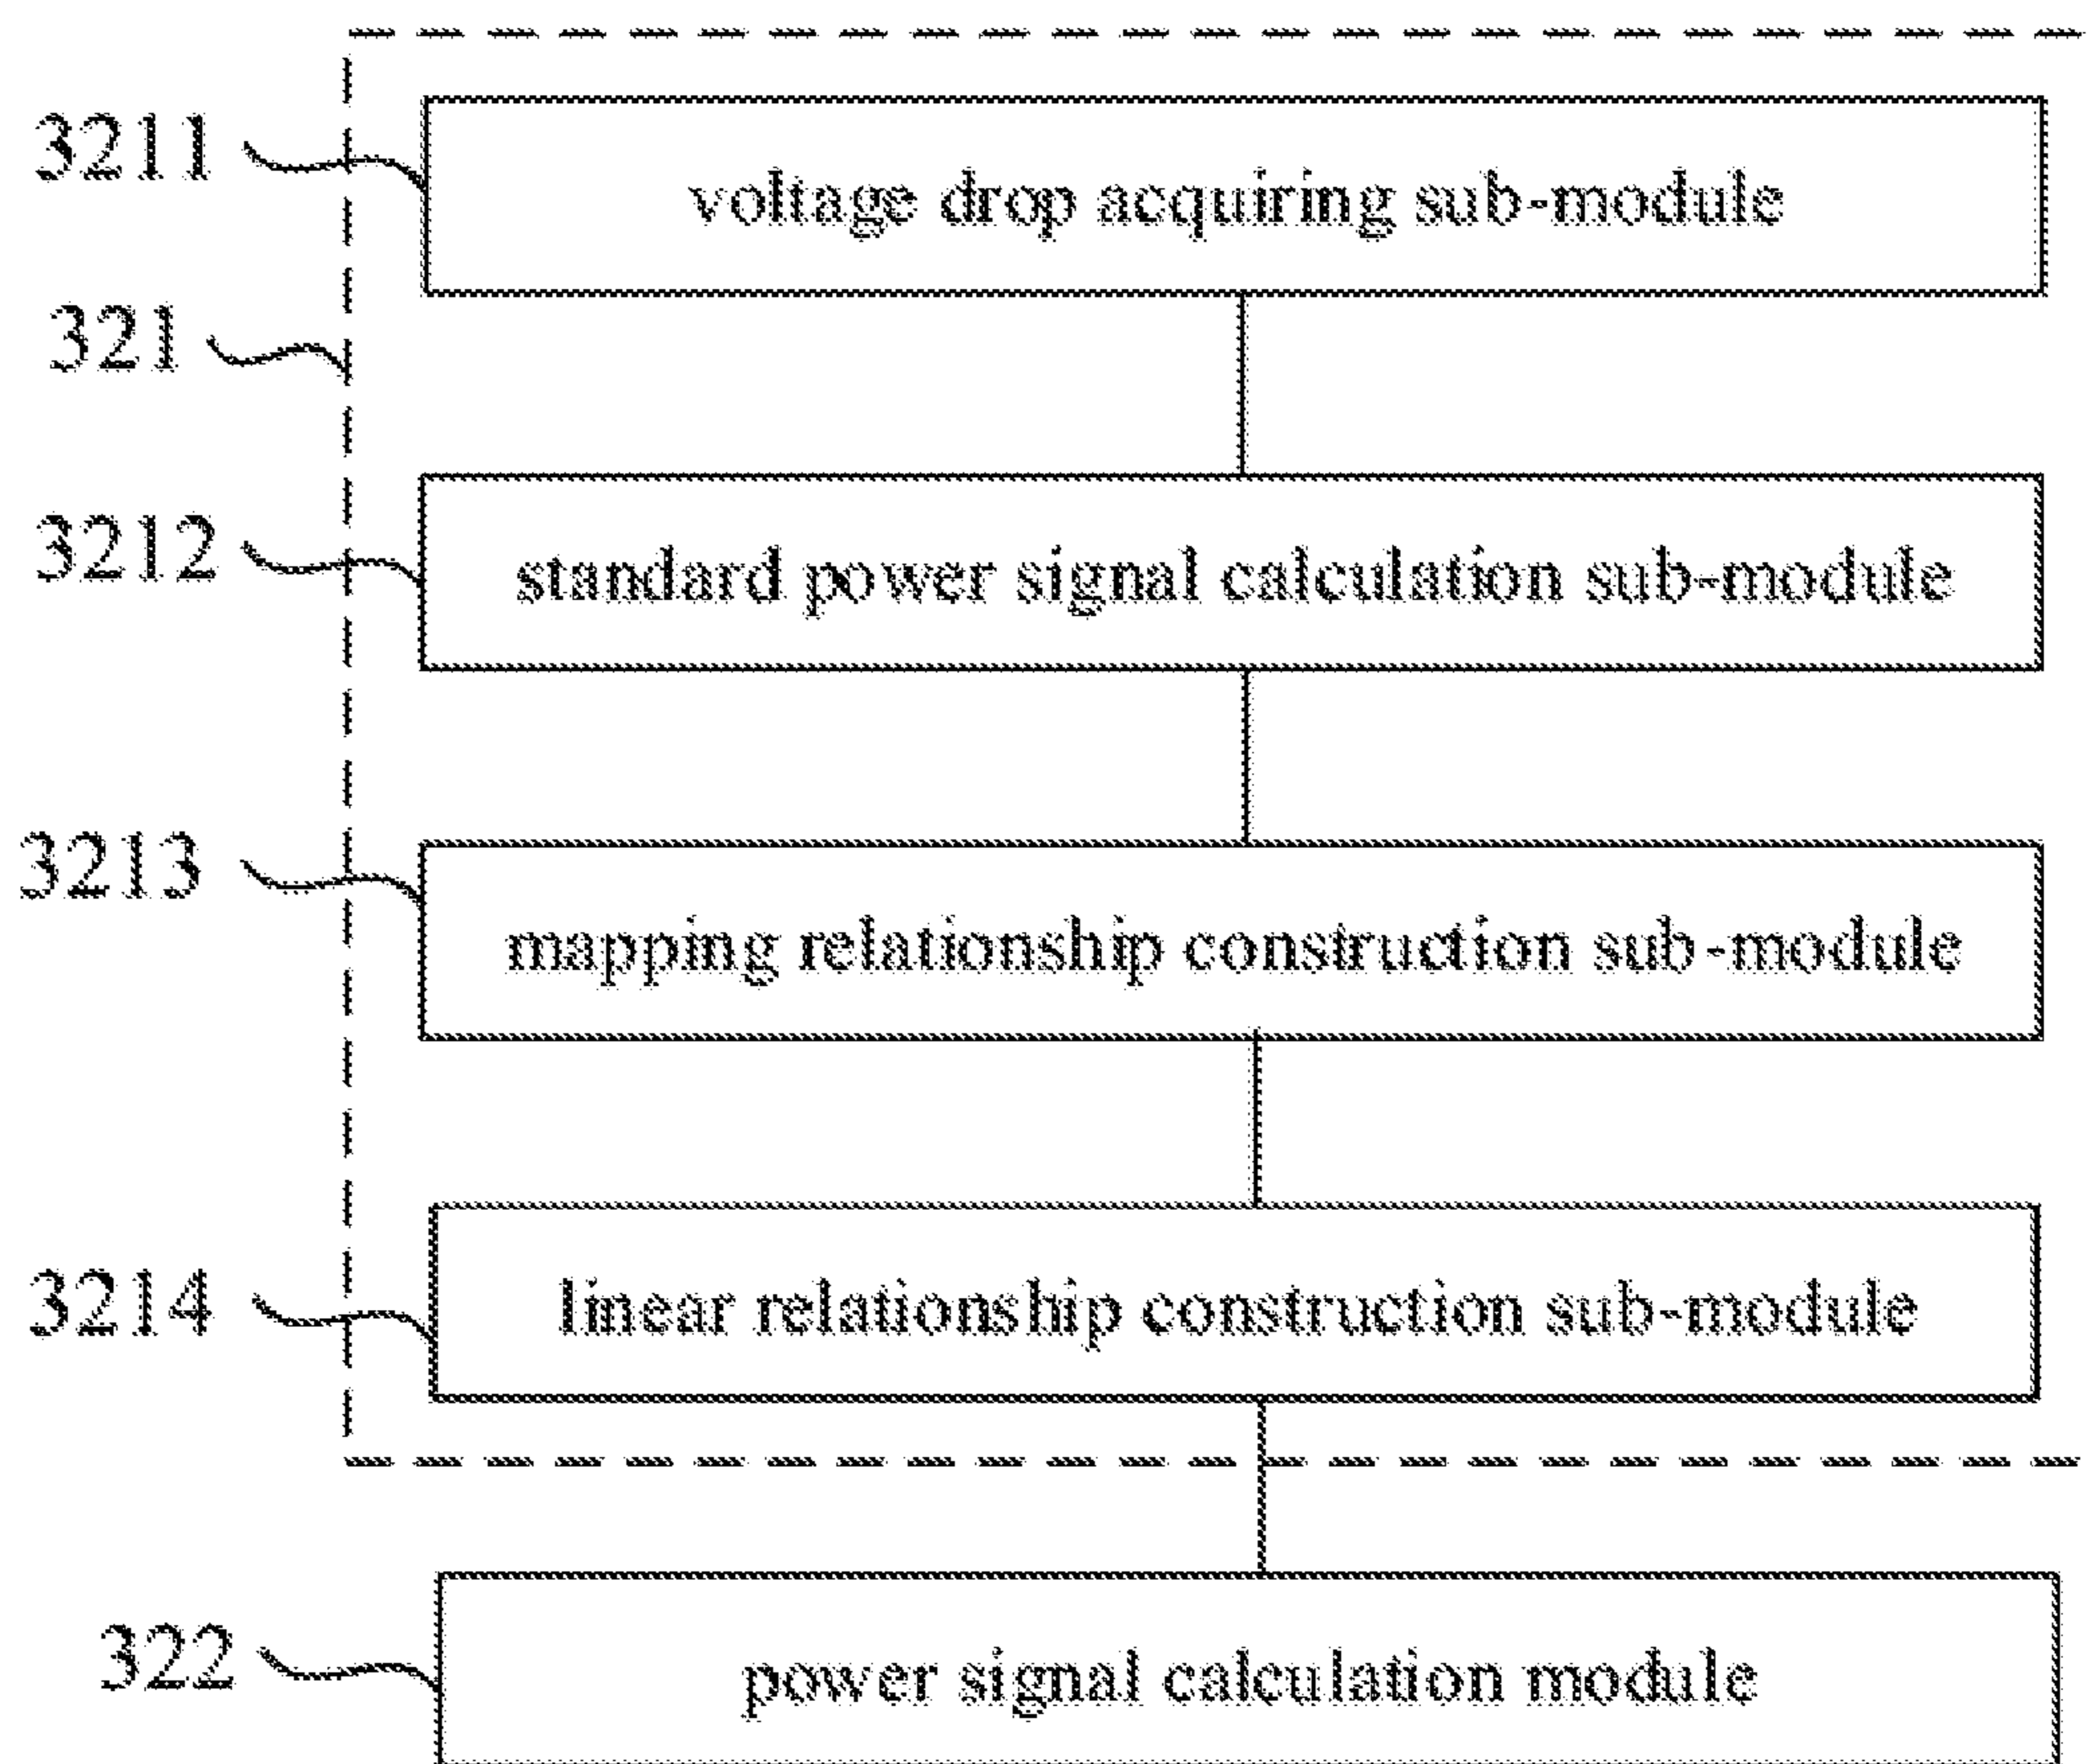 3211
voltage drop acquiring sub-module
321
3212
standard power signal calculation sub-module
3213
mapping relationship construction sub-module
3214
linear relationship construction sub-module
322
power signal calculation module